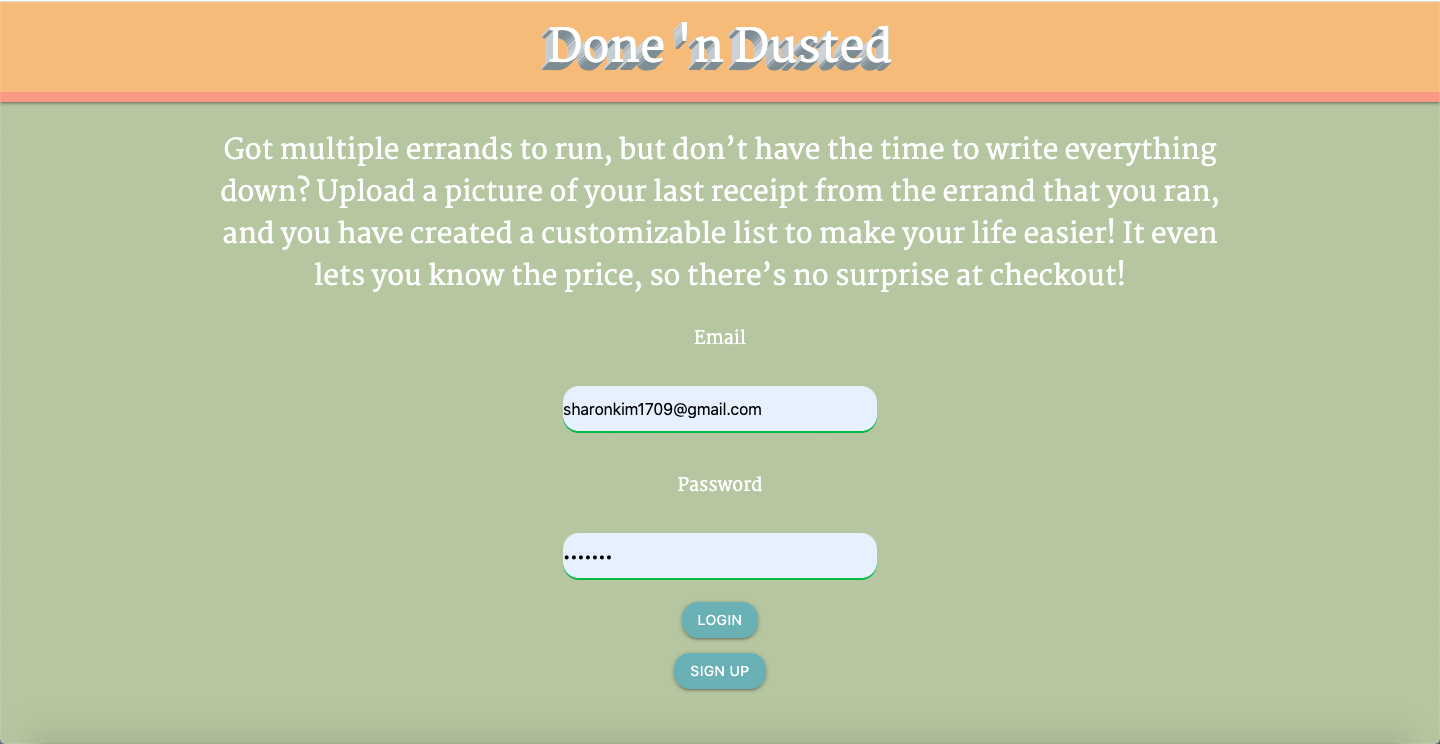 Done 'n Dusted
Got multiple errands to run, but don’t have the time to write everything
down? Upload a picture of your last receipt from the errand that you ran,
and you have created a customizable list to make your life easier! It even
lets you know the price, so there’s no surprise at checkout!
Email
sharonkim1709@gmail.com
Password
•••••••
LOGIN
SIGN UP